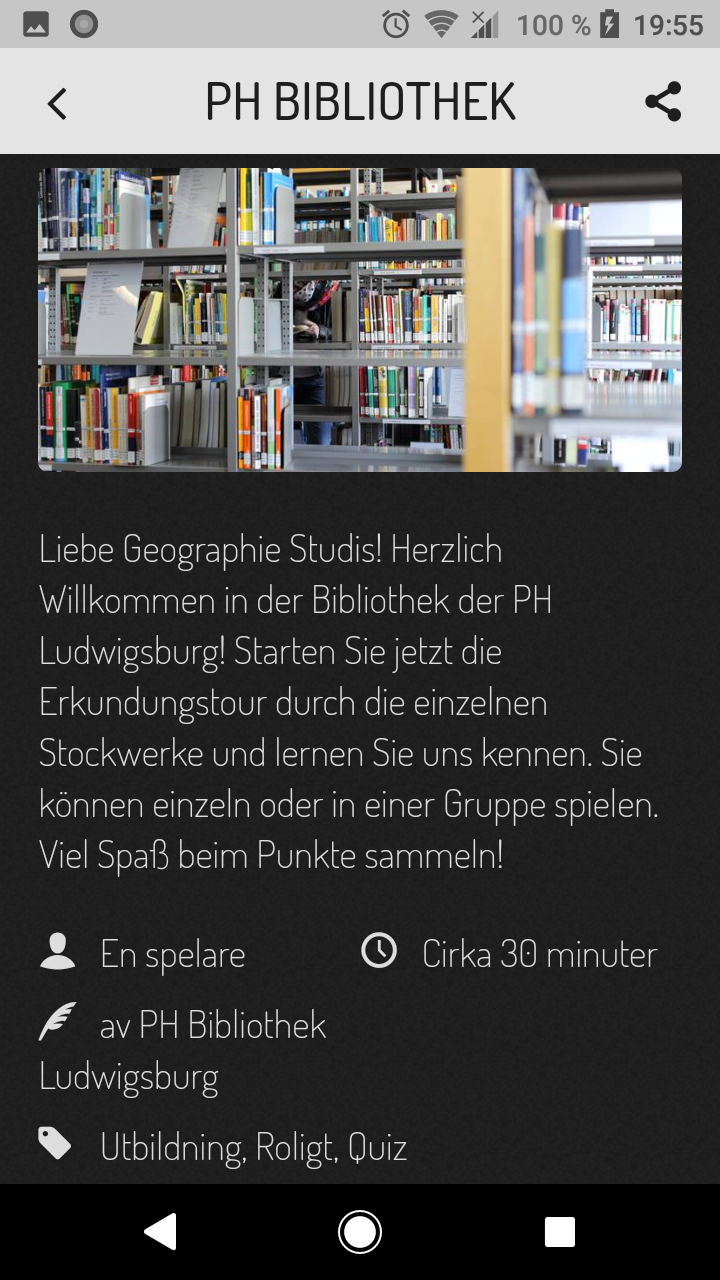 100 % 19:55
PH BIBLIOTHEK
Liebe Geographie Studis! Herzlich
Willkommen in der Bibliothek der PH
Ludwigsburg! Starten Sie jetzt die
Erkundungstour durch die einzelnen
Stockwerke und lernen Sie uns kennen. Sie
können einzeln oder in einer Gruppe spielen.
Viel Spaß beim Punkte sammeln!
En spelare
Cirka 30 minuter
av PH Bibliothek
Ludwigsburg
Utbildning, Roligt, Quiz